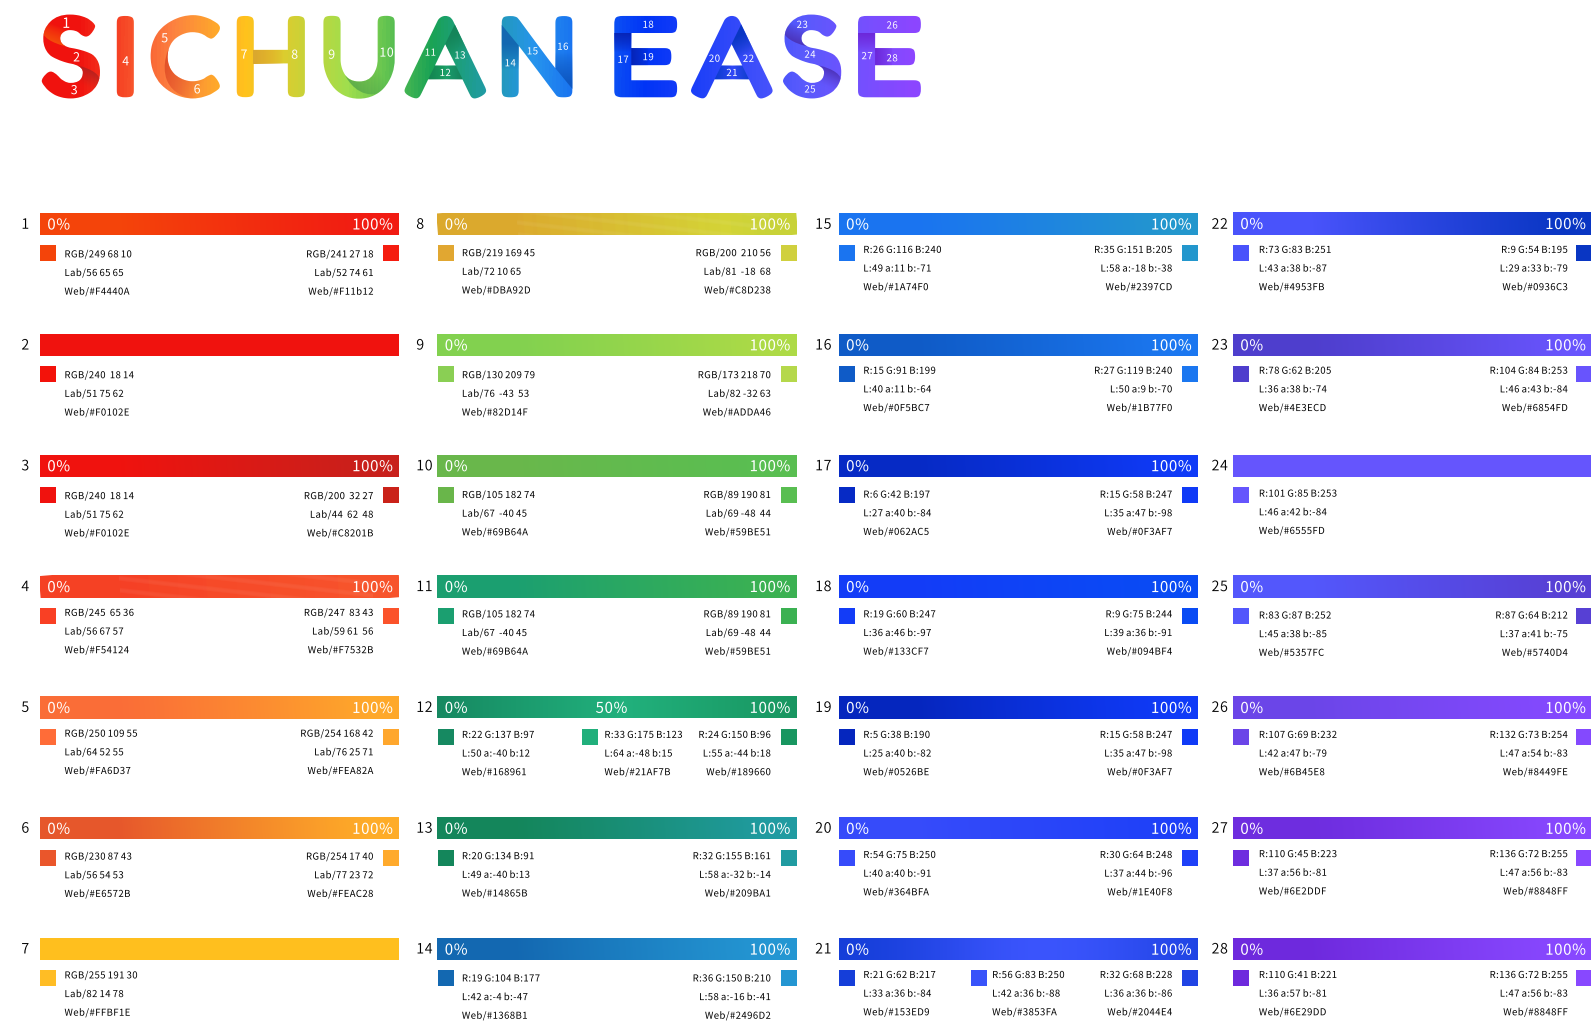 SICHUAN EASE
1 2 3 4 5 6 7 8 9 10 11 12 13 14 15 16 17 18 19 20 21 22 23 24 25 26 27 28
1 0% 100%
RGB/249 68 10 RGB/241 27 18
Lab/56 65 65 Lab/52 74 61
Web/#F4440A Web/#F11b12
2
RGB/240 18 14
Lab/51 75 62
Web/#F0102E
3 0% 100%
RGB/240 18 14 RGB/200 32 27
Lab/51 75 62 Lab/44 62 48
Web/#F0102E Web/#C8201B
4 0% 100%
RGB/245 65 36 RGB/247 83 43
Lab/56 67 57 Lab/59 61 56
Web/#F54124 Web/#F7532B
5 0% 100%
RGB/250 109 55 RGB/254 168 42
Lab/64 52 55 Lab/76 25 71
Web/#FA6D37 Web/#FEA82A
6 0% 100%
RGB/230 87 43 RGB/254 17 40
Lab/56 54 53 Lab/77 23 72
Web/#E6572B Web/#FEAC28
7
RGB/255 191 30
Lab/82 14 78
Web/#FFBF1E
8 0% 100%
RGB/219 169 45 RGB/200 210 56
Lab/72 10 65 Lab/81 -18 68
Web/#DBA92D Web/#C8D238
9 0% 100%
RGB/130 209 79 RGB/173 218 70
Lab/76 -43 53 Lab/82 -32 63
Web/#82D14F Web/#ADDA46
10 0% 100%
RGB/105 182 74 RGB/89 190 81
Lab/67 -40 45 Lab/69 -48 44
Web/#69B64A Web/#59BE51
11 0% 100%
RGB/105 182 74 RGB/89 190 81
Lab/67 -40 45 Lab/69 -48 44
Web/#69B64A Web/#59BE51
12 0% 50% 100%
R:22 G:137 B:97 R:33 G:175 B:123 R:24 G:150 B:96
L:50 a:-40 b:12 L:64 a:-48 b:15 L:55 a:-44 b:18
Web/#168961 Web/#21AF7B Web/#189660
13 0% 100%
R:20 G:134 B:91 R:32 G:155 B:161
L:49 a:-40 b:13 L:58 a:-32 b:-14
Web/#14865B Web/#209BA1
14 0% 100%
R:19 G:104 B:177 R:36 G:150 B:210
L:42 a:-4 b:-47 L:58 a:-16 b:-41
Web/#1368B1 Web/#2496D2
15 0% 100%
R:26 G:116 B:240 R:35 G:151 B:205
L:49 a:11 b:-71 L:58 a:-18 b:-38
Web/#1A74F0 Web/#2397CD
16 0% 100%
R:15 G:91 B:199 R:27 G:119 B:240
L:40 a:11 b:-64 L:50 a:9 b:-70
Web/#0F5BC7 Web/#1B77F0
17 0% 100%
R:6 G:42 B:197 R:15 G:58 B:247
L:27 a:40 b:-84 L:35 a:47 b:-98
Web/#062AC5 Web/#0F3AF7
18 0% 100%
R:19 G:60 B:247 R:9 G:75 B:244
L:36 a:46 b:-97 L:39 a:36 b:-91
Web/#133CF7 Web/#094BF4
19 0% 100%
R:5 G:38 B:190 R:15 G:58 B:247
L:25 a:40 b:-82 L:35 a:47 b:-98
Web/#0526BE Web/#0F3AF7
20 0% 100%
R:54 G:75 B:250 R:30 G:64 B:248
L:40 a:40 b:-91 L:37 a:44 b:-96
Web/#364BFA Web/#1E40F8
21 0% 100%
R:21 G:62 B:217 R:56 G:83 B:250 R:32 G:68 B:228
L:33 a:36 b:-84 L:42 a:36 b:-88 L:36 a:36 b:-86
Web/#153ED9 Web/#3853FA Web/#2044E4
22 0% 100%
R:73 G:83 B:251 R:9 G:54 B:195
L:43 a:38 b:-87 L:29 a:33 b:-79
Web/#4953FB Web/#0936C3
23 0% 100%
R:78 G:62 B:205 R:104 G:84 B:253
L:36 a:38 b:-74 L:46 a:43 b:-84
Web/#4E3ECD Web/#6854FD
24
R:101 G:85 B:253
L:46 a:42 b:-84
Web/#6555FD
25 0% 100%
R:83 G:87 B:252 R:87 G:64 B:212
L:45 a:38 b:-85 L:37 a:41 b:-75
Web/#5357FC Web/#5740D4
26 0% 100%
R:107 G:69 B:232 R:132 G:73 B:254
L:42 a:47 b:-79 L:47 a:54 b:-83
Web/#6B45E8 Web/#8449FE
27 0% 100%
R:110 G:45 B:223 R:136 G:72 B:255
L:37 a:56 b:-81 L:47 a:56 b:-83
Web/#6E2DDF Web/#8848FF
28 0% 100%
R:110 G:41 B:221 R:136 G:72 B:255
L:36 a:57 b:-81 L:47 a:56 b:-83
Web/#6E29DD Web/#8848FF